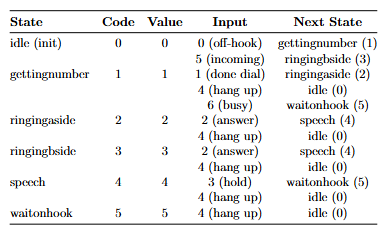 State Code Value Input Next State
idle (init) 0 0 0 (off-hook) gettingnumber (1)
5 (incoming) ringingbside (3)
gettingnumber 1 1 1 (done dial) ringingaside (2)
4 (hang up) idle (0)
6 (busy) waitonhook (5)
ringingaside 2 2 2 (answer) speech (4)
4 (hang up) idle (0)
ringingbside 3 3 2 (answer) speech (4)
4 (hang up) idle (0)
speech 4 4 3 (hold) waitonhook (5)
4 (hang up) idle (0)
waitonhook 5 5 4 (hang up) idle (0)